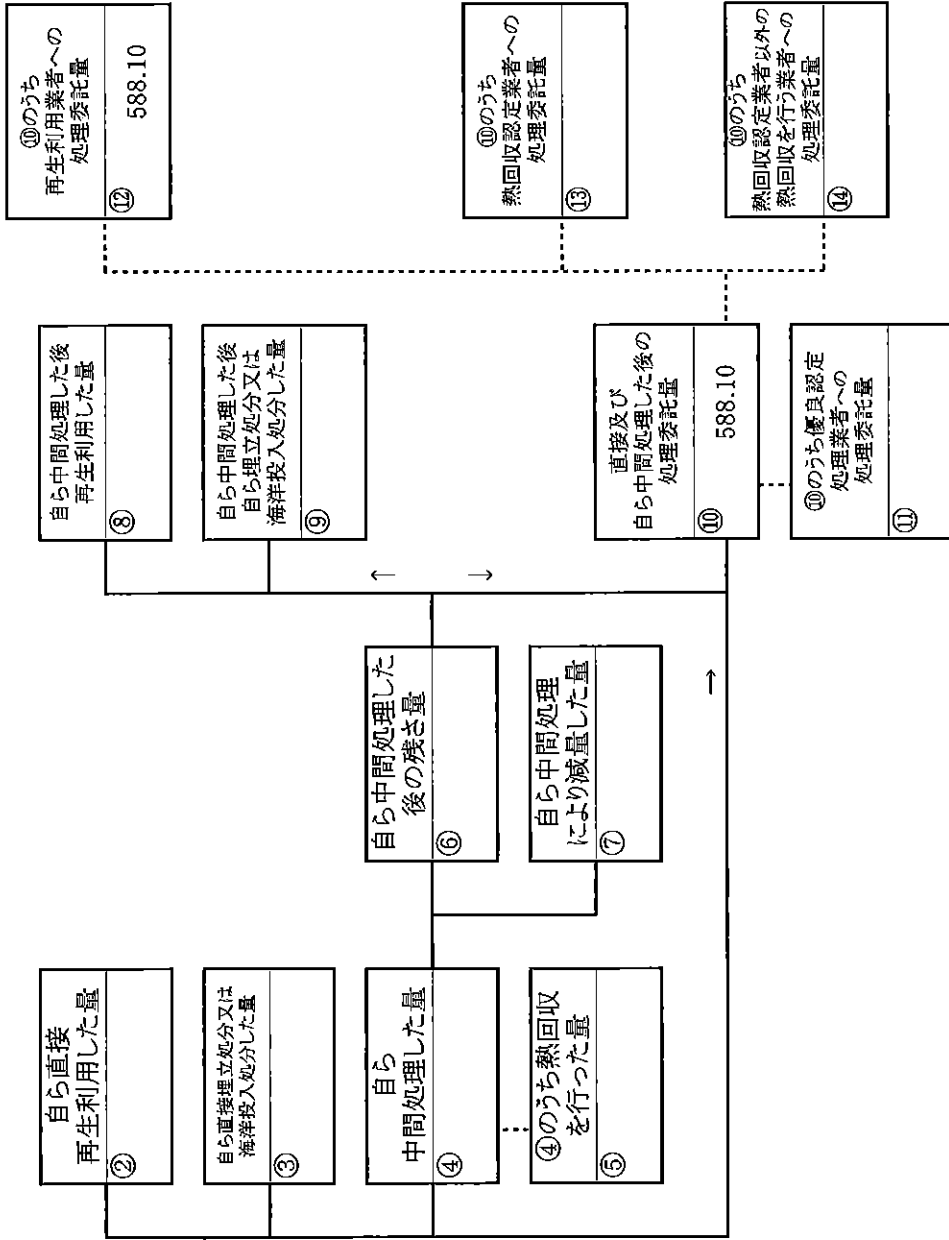 自ら直接
再生利用した量
②
自ら直接埋立処分又は
海洋投入処分した量
③
自ら
中間処理した量
④
④のうち熱回収
を行った量
⑤
自ら中間処理した
後の残さ量
⑥
自ら中間処理
により減量した量
⑦
自ら中間処理した後
再生利用した量
⑧
自ら中間処理した後
自ら埋立処分又は
海洋投入処分した量
⑨
直接及び
自ら中間処理した後の
処理委託量
⑩
588.10
⑩のうち優良認定
処理業者への
処理委託量
⑪
⑩のうち
再生利用業者への
処理委託量
⑫
588.10
⑩のうち
熱回収認定業者への
処理委託量
⑬
⑩のうち
熱回収認定業者以外の
熱回収を行う業者への
処理委託量
⑭